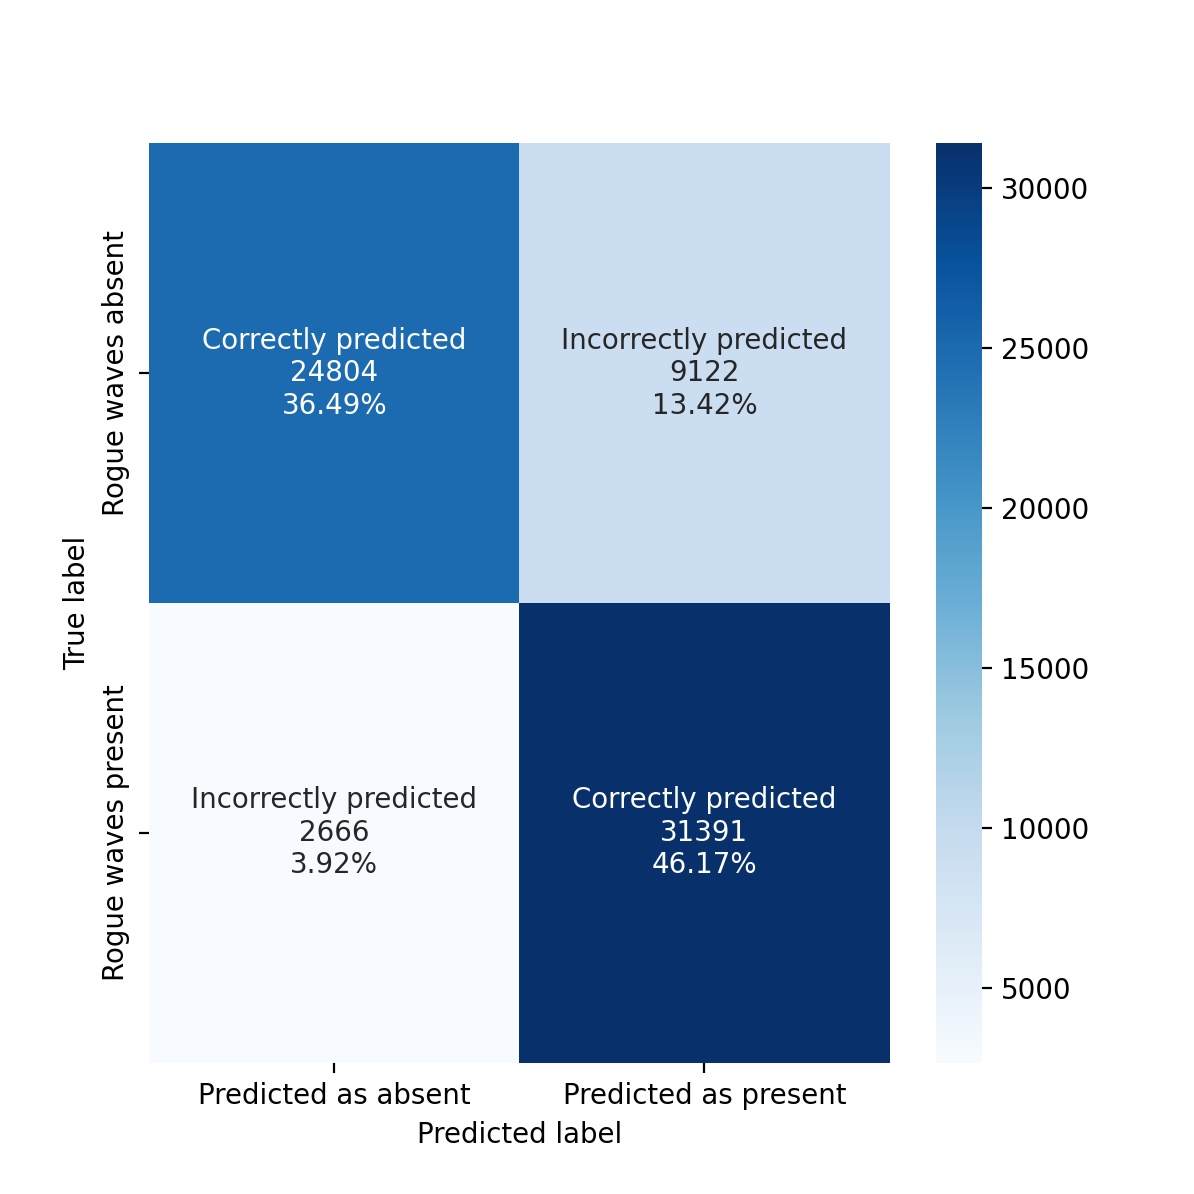 True label
Rogue waves absent
Rogue waves present
Correctly predicted
24804
36.49%
Incorrectly predicted
9122
13.42%
Incorrectly predicted
2666
3.92%
Correctly predicted
31391
46.17%
Predicted as absent
Predicted as present
Predicted label
30000
25000
20000
15000
10000
5000